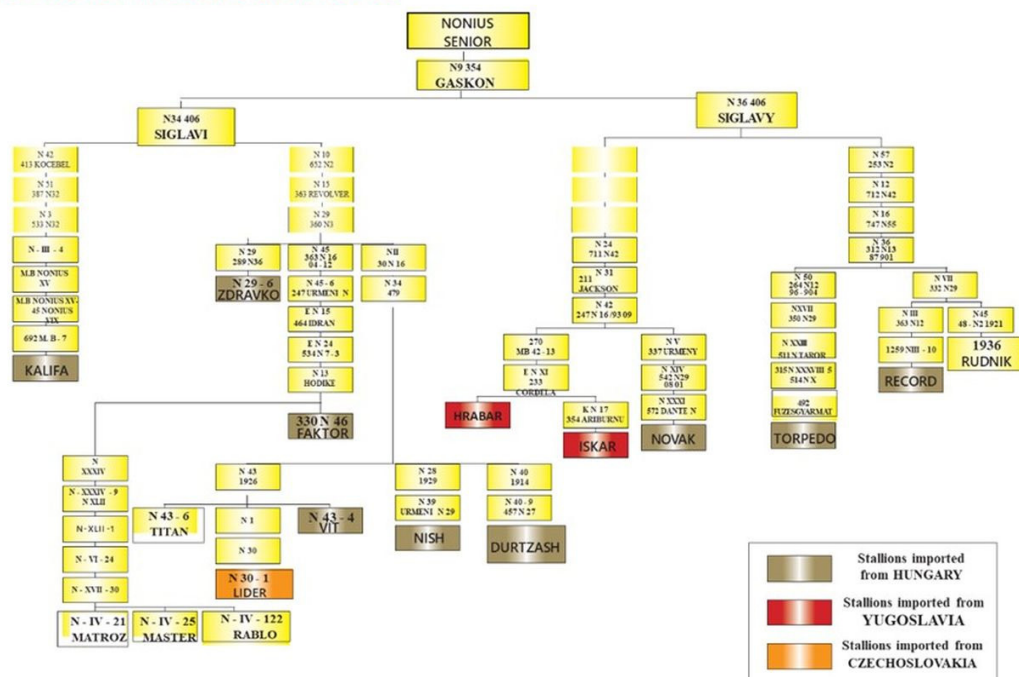 NONIUS
SENIOR
N9 354
GASKON
N34 406
SIGLAVI
N 36 406
SIGLAVY
N 42
413 KOCEBEL
N 51
387 N32
N 3
533 N32
N - III - 4
M.B NONIUS
XV
M.B NONIUS XV-
45 NONIUS
XIX
692 M. B - 7
KALIFA
N 10
652 N2
N 15
363 REVOLVER
N 29
360 N3
N 29
289 N36
N 29 - 6
ZDRAVKO
N 45
363 N 16
04 - 12
N 45 - 6
247 URMENI N
E N 15
464 IDRAN
E N 24
534 N 7 - 3
N 13
HODIKE
330 N 46
FAKTOR
NII
30 N 16
N 34
479
N
XXXIV
N - XXXIV - 9
N XLII
N - XLII - 1
N - VI - 24
N - XVII - 30
N - IV - 21
MATROZ
N - IV - 25
MASTER
N - IV - 122
RABLO
N 43
1926
N 43 - 6
TITAN
N 1
N 30
N 30 - 1
LIDER
N 43 - 4
VIT
N 28
1929
N 39
URMENI N 29
NISH
N 40
1914
N 40 - 9
457 N 27
DURTZASH
N 24
711 N42
N 31
211
JACKSON
N 42
247 N 16 /93 09
270
MB 42 - 13
E N XI
233
CORDELA
HRABAR
K N 17
354 ARIBURNU
ISKAR
N V
337 URMENY
N XIV
542 N29
08 01
N XXXI
572 DANTE N
NOVAK
N 57
253 N2
N 12
712 N42
N 16
747 N55
N 36
312 N13
87 901
N 50
264 N12
96 - 904
NXVII
350 N29
N XXIII
511 N TAROR
315 N XXXVIII 5
514 N X
492
FUZESGYARMAT
TORPEDO
N VII
332 N29
N III
363 N12
1259 NIII - 10
RECORD
N45
48 - N2 1921
1936
RUDNIK
Stallions imported
from HUNGARY
Stallions imported from
YUGOSLAVIA
Stallions imported from
CZECHOSLOVAKIA